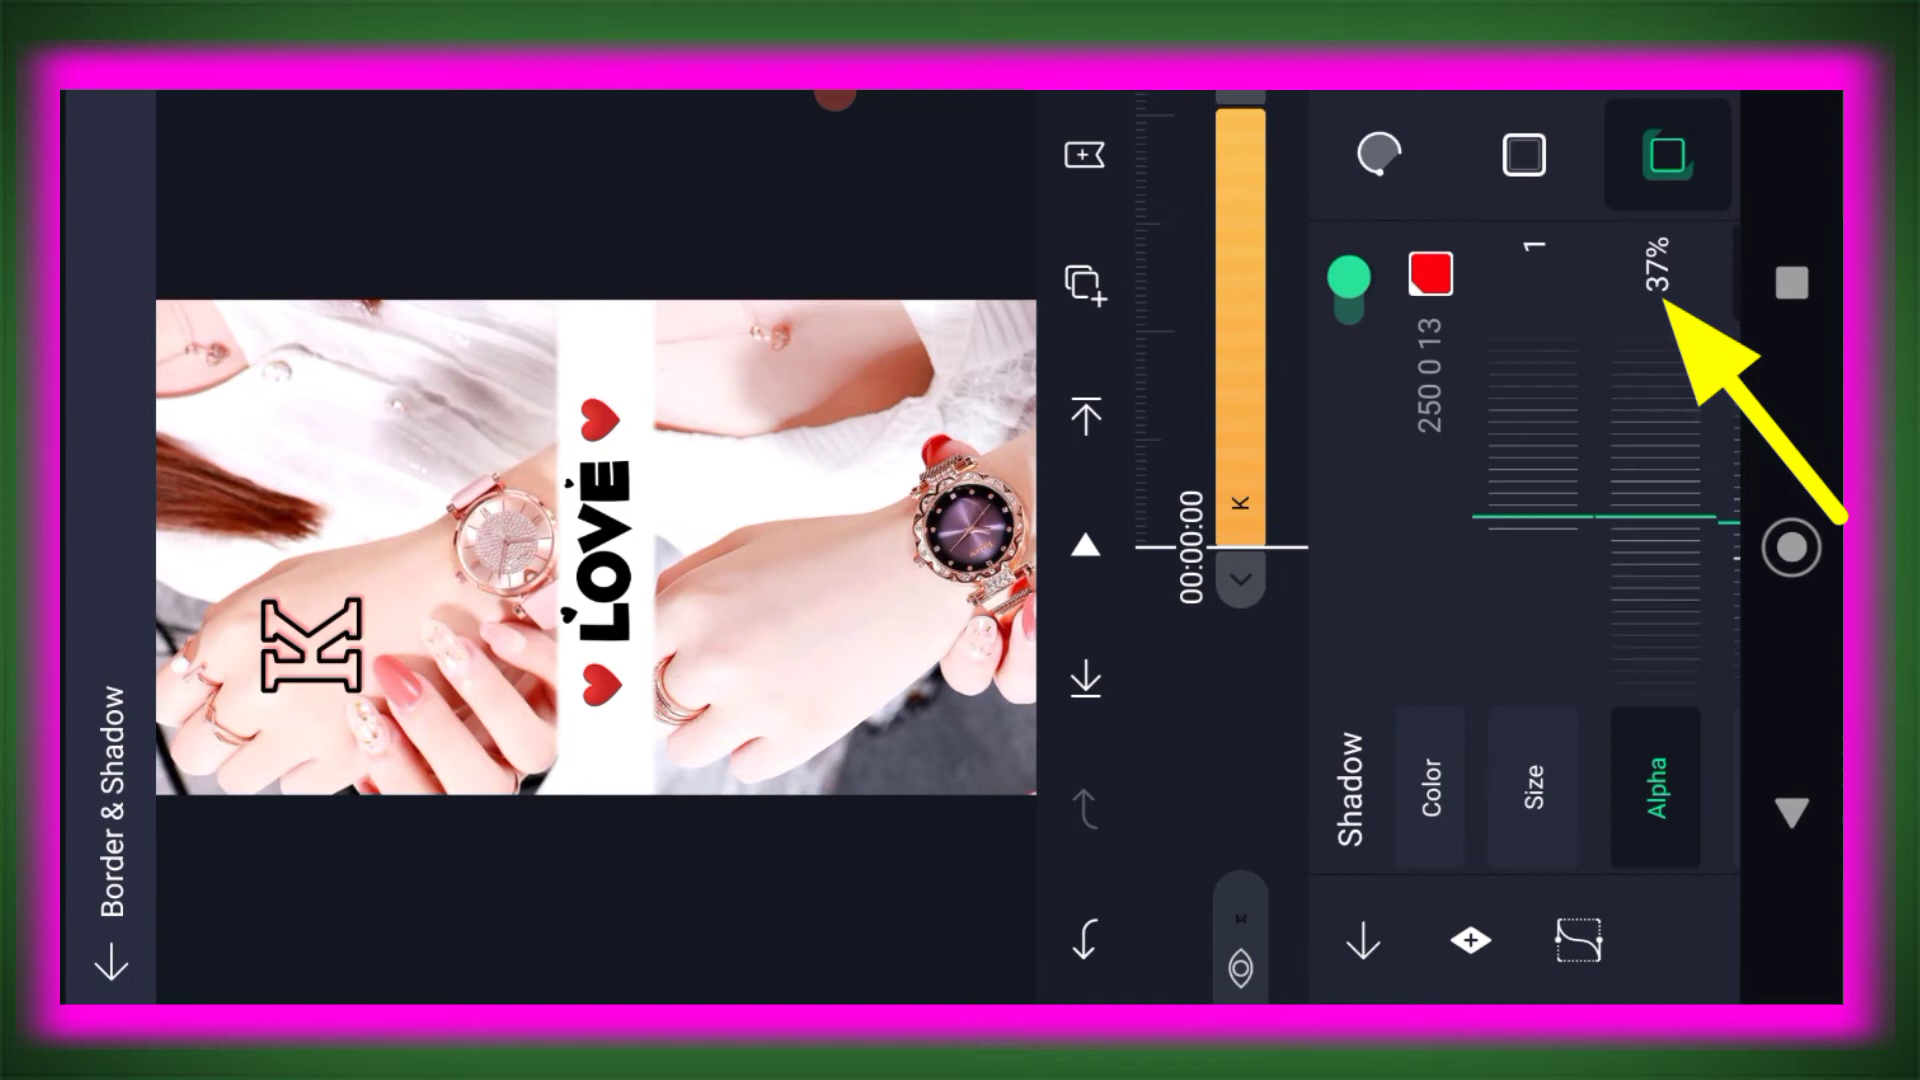 Border & Shadow
K
♥ LOVE ♥
00:00:00
K
K
Shadow
Color
250 0 13
Size
1
Alpha
37%